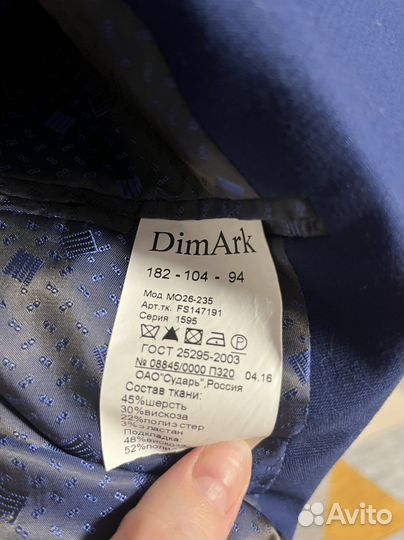 DimArk
182 - 104 - 94
Мод MO26-235
Арт.тк. FS147191
Серия 1595
ГОСТ 25295-2003
№ 08845/0000 П320 04.16
ОАО"Сударь",Россия
Состав ткани:
45%шерсть
30%вискоза
22%полиэстер
3%эластан
Подкладка:
48%вискоза
52%поли
Avito